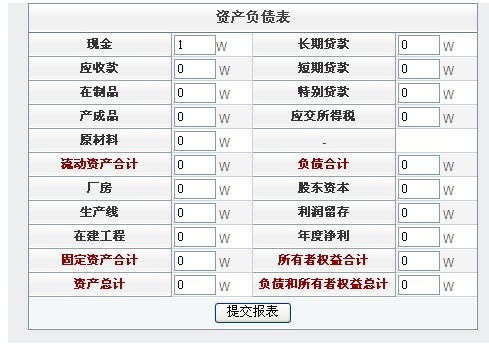 资产负债表
现金 1 W 长期贷款 0 W
应收款 0 W 短期贷款 0 W
在制品 0 W 特别贷款 0 W
产成品 0 W 应交所得税 0 W
原材料 0 W -
流动资产合计 0 W 负债合计 0 W
厂房 0 W 股东资本 0 W
生产线 0 W 利润留存 0 W
在建工程 0 W 年度净利 0 W
固定资产合计 0 W 所有者权益合计 0 W
资产总计 0 W 负债和所有者权益总计 0 W
提交报表